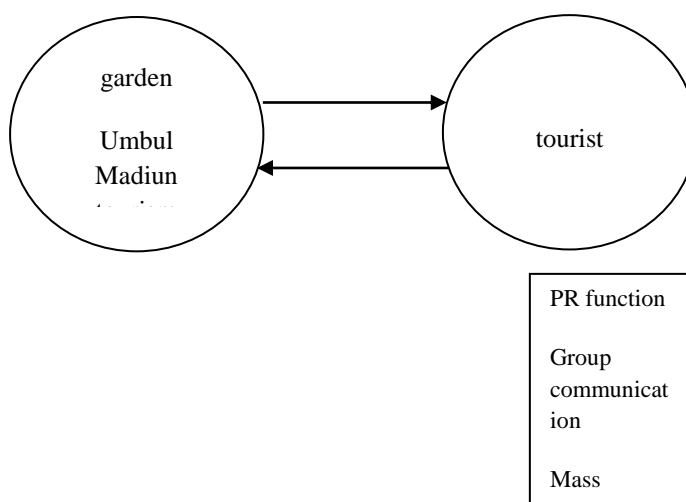 garden
Umbul
Madiun
tourist
PR function
Group
communicat
ion
Mass